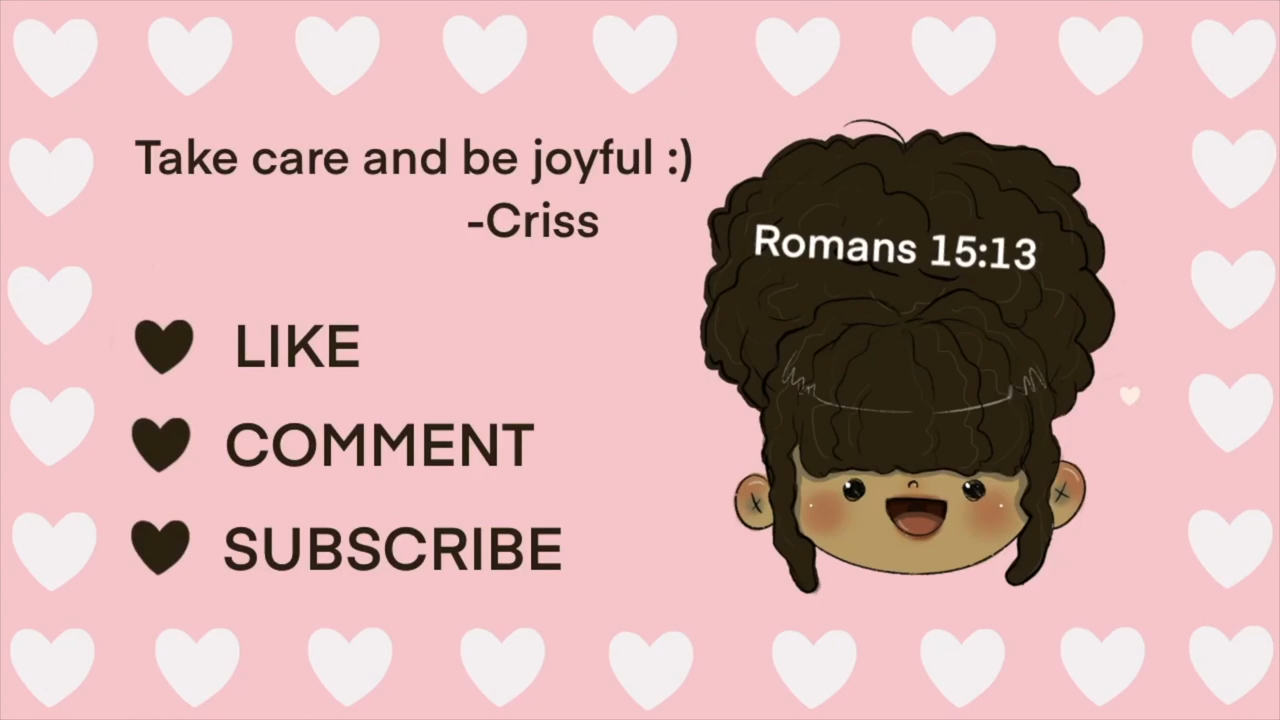 Take care and be joyful :)
-Criss
Romans 15:13
LIKE
COMMENT
SUBSCRIBE